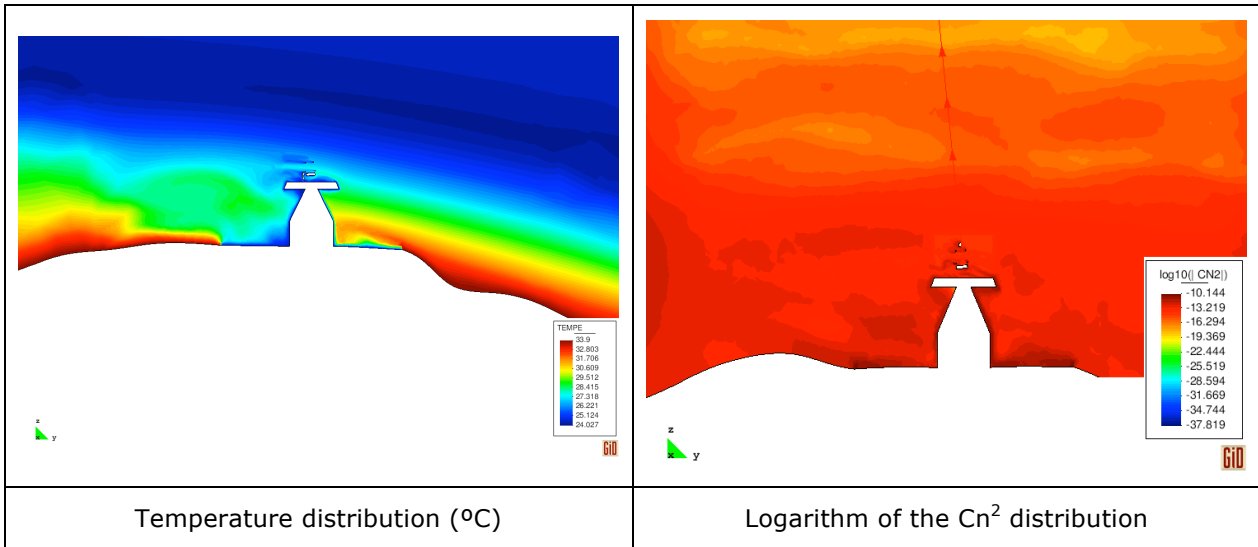 TEMPE
33.9
32.803
31.706
30.609
29.512
28.415
27.318
26.221
25.124
24.027
z
x y
GiD
log10(| CN2|)
-10.144
-13.219
-16.294
-19.369
-22.444
-25.519
-28.594
-31.669
-34.744
-37.819
z
x y
GiD
Temperature distribution (ºC)
Logarithm of the Cn² distribution